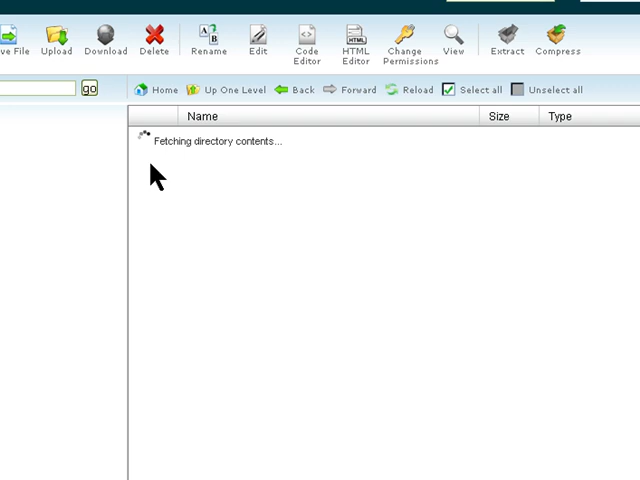 ve File Upload Download Delete Rename Edit Code Editor HTML Editor Change Permissions View Extract Compress
go Home Up One Level Back Forward Reload Select all Unselect all
Name Size Type
Fetching directory contents...